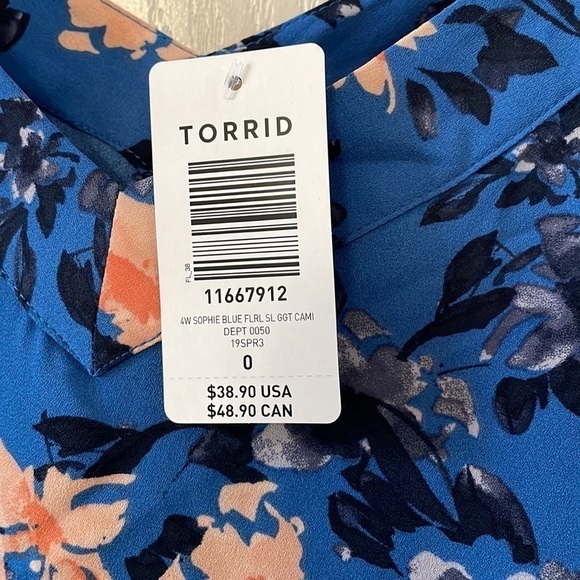 TORRID
FL_38
11667912
4W SOPHIE BLUE FLRL SL GGT CAMI
DEPT 0050
19SPR3
0
$38.90 USA
$48.90 CAN